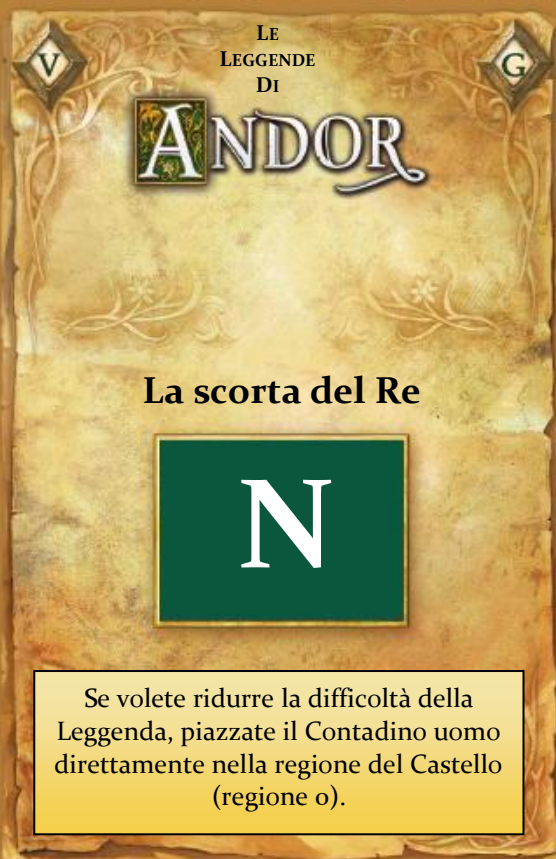 V
G
LE
LEGGENDE
DI
ANDOR
La scorta del Re
N
Se volete ridurre la difficoltà della
Leggenda, piazzate il Contadino uomo
direttamente nella regione del Castello
(regione 0).